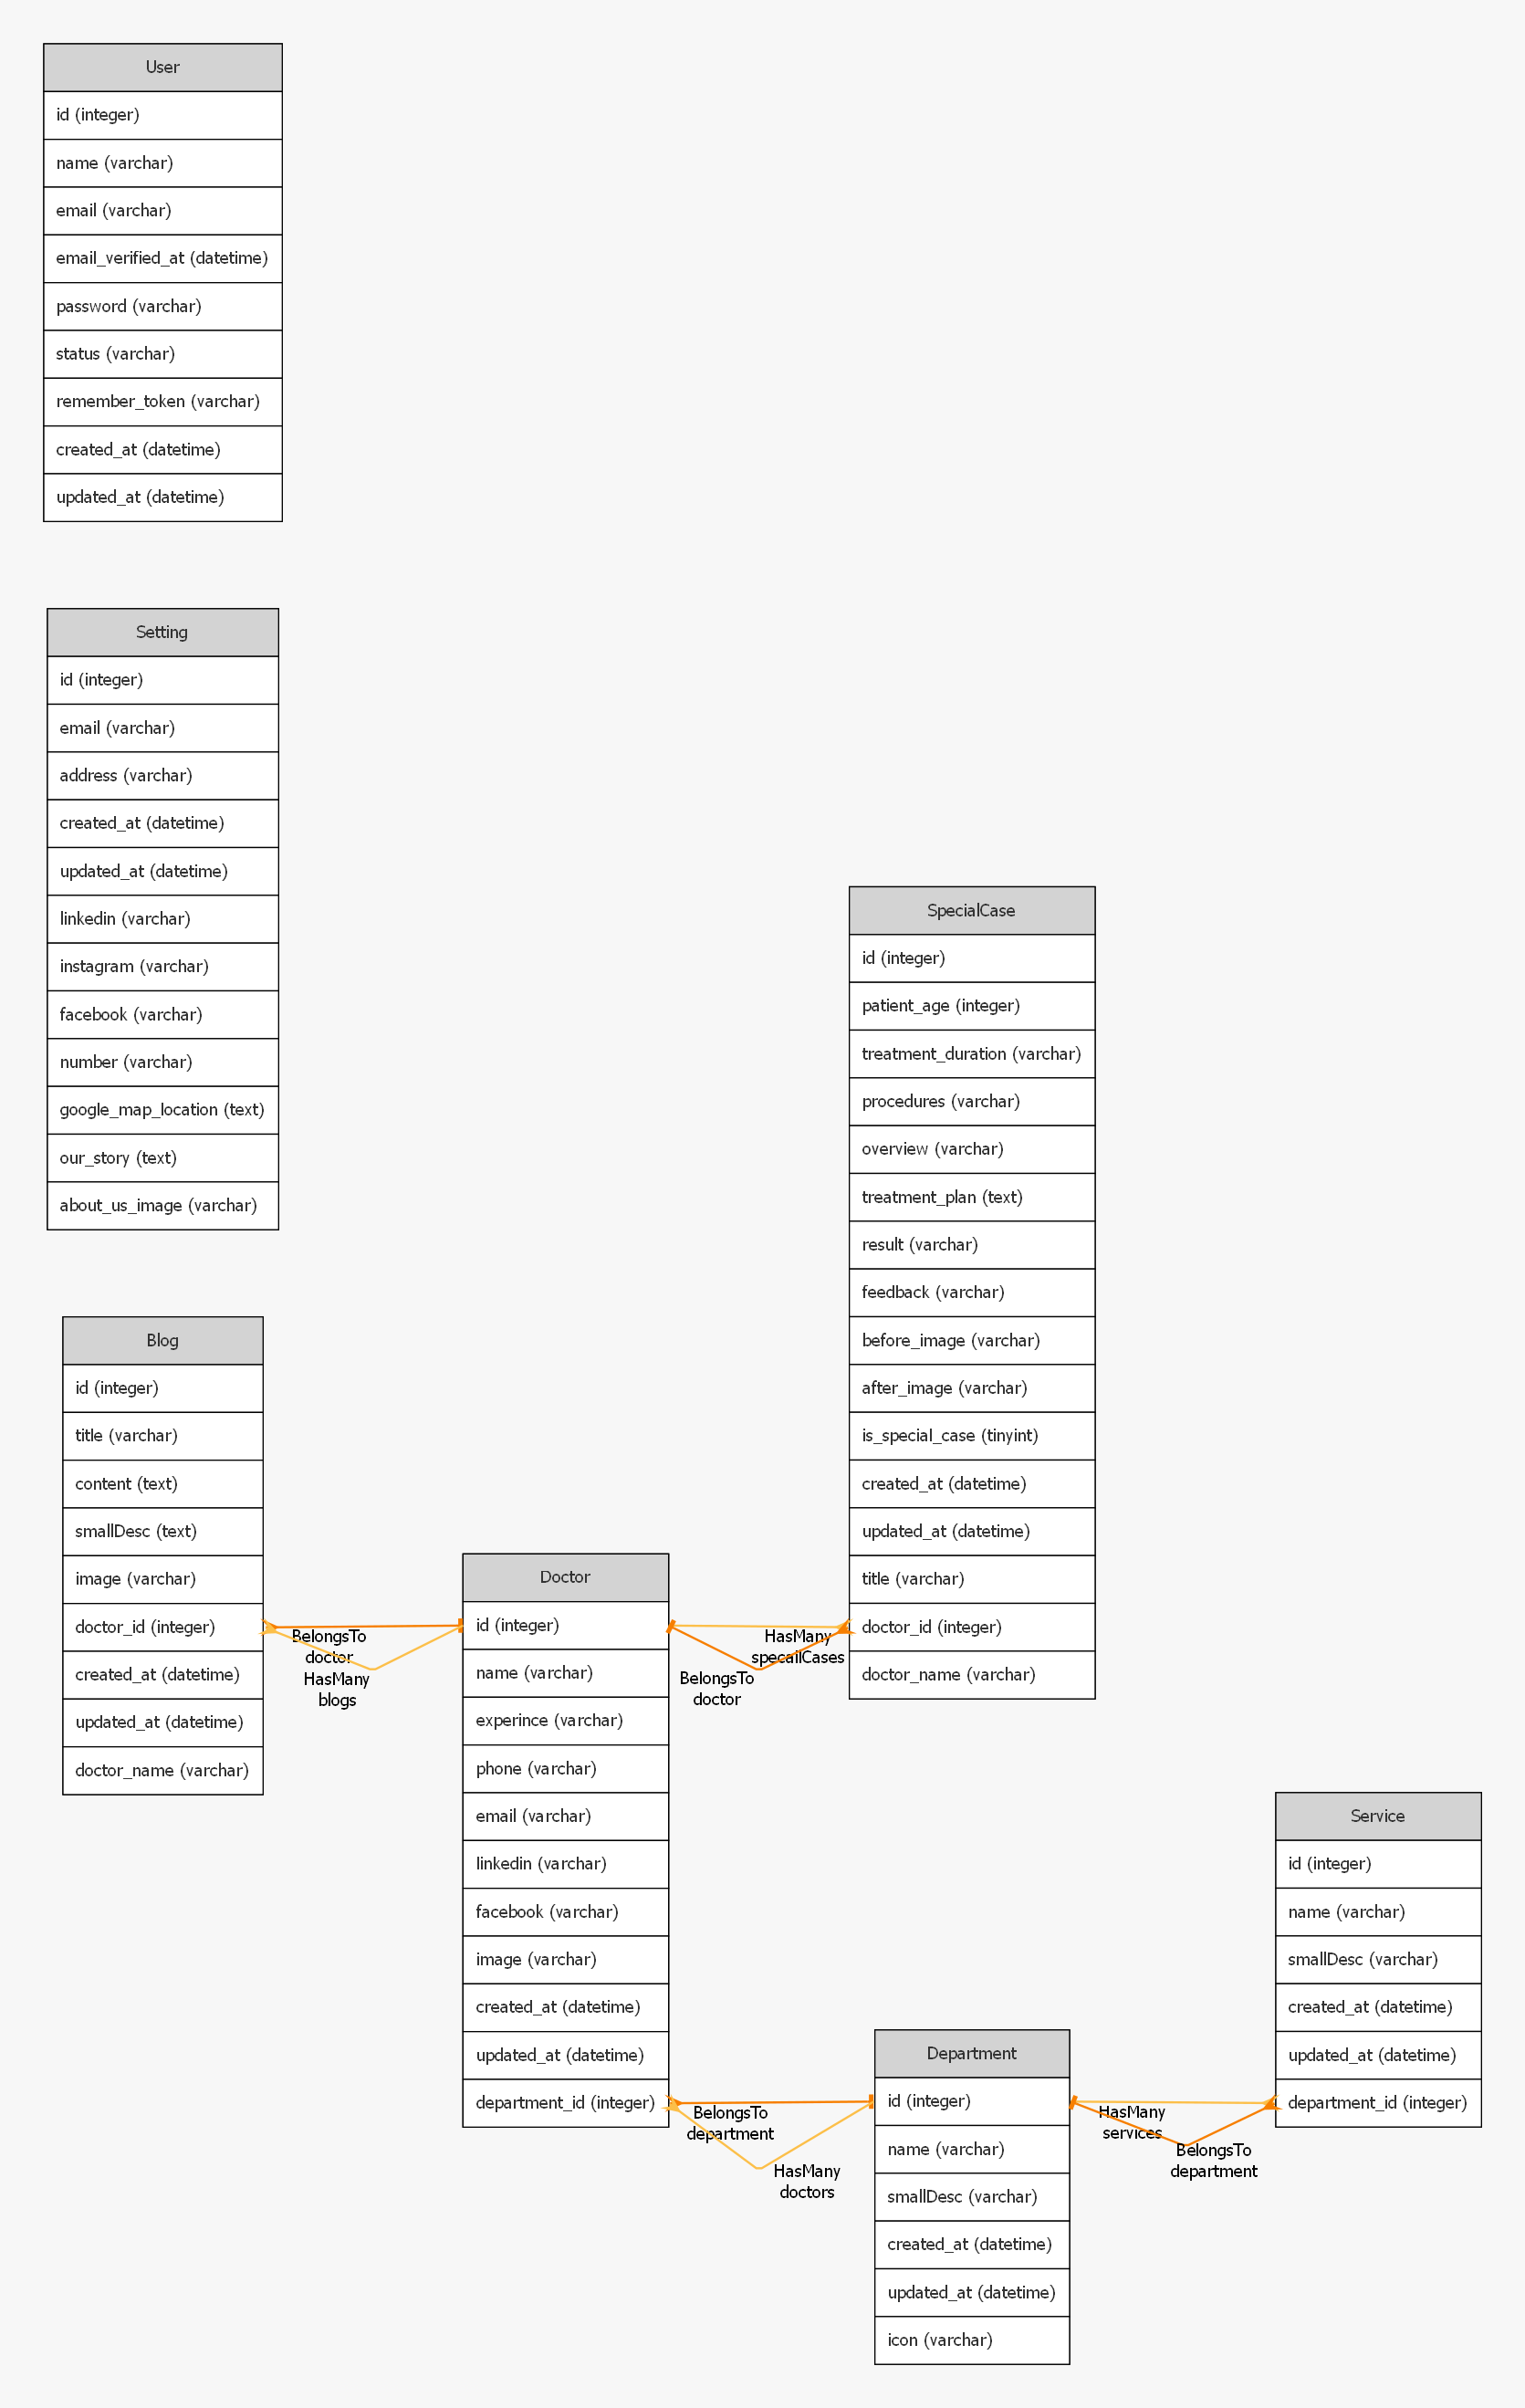 User
id (integer)
name (varchar)
email (varchar)
email_verified_at (datetime)
password (varchar)
status (varchar)
remember_token (varchar)
created_at (datetime)
updated_at (datetime)
Setting
id (integer)
email (varchar)
address (varchar)
created_at (datetime)
updated_at (datetime)
linkedin (varchar)
instagram (varchar)
facebook (varchar)
number (varchar)
google_map_location (text)
our_story (text)
about_us_image (varchar)
SpecialCase
id (integer)
patient_age (integer)
treatment_duration (varchar)
procedures (varchar)
overview (varchar)
treatment_plan (text)
result (varchar)
feedback (varchar)
before_image (varchar)
after_image (varchar)
is_special_case (tinyint)
created_at (datetime)
updated_at (datetime)
title (varchar)
doctor_id (integer)
doctor_name (varchar)
Blog
id (integer)
title (varchar)
content (text)
smallDesc (text)
image (varchar)
doctor_id (integer)
created_at (datetime)
updated_at (datetime)
doctor_name (varchar)
BelongsTo
doctor
HasMany
blogs
Doctor
id (integer)
name (varchar)
experince (varchar)
phone (varchar)
email (varchar)
linkedin (varchar)
facebook (varchar)
image (varchar)
created_at (datetime)
updated_at (datetime)
department_id (integer)
HasMany
specailCases
BelongsTo
doctor
BelongsTo
department
HasMany
doctors
Department
id (integer)
name (varchar)
smallDesc (varchar)
created_at (datetime)
updated_at (datetime)
icon (varchar)
HasMany
services
BelongsTo
department
Service
id (integer)
name (varchar)
smallDesc (varchar)
created_at (datetime)
updated_at (datetime)
department_id (integer)